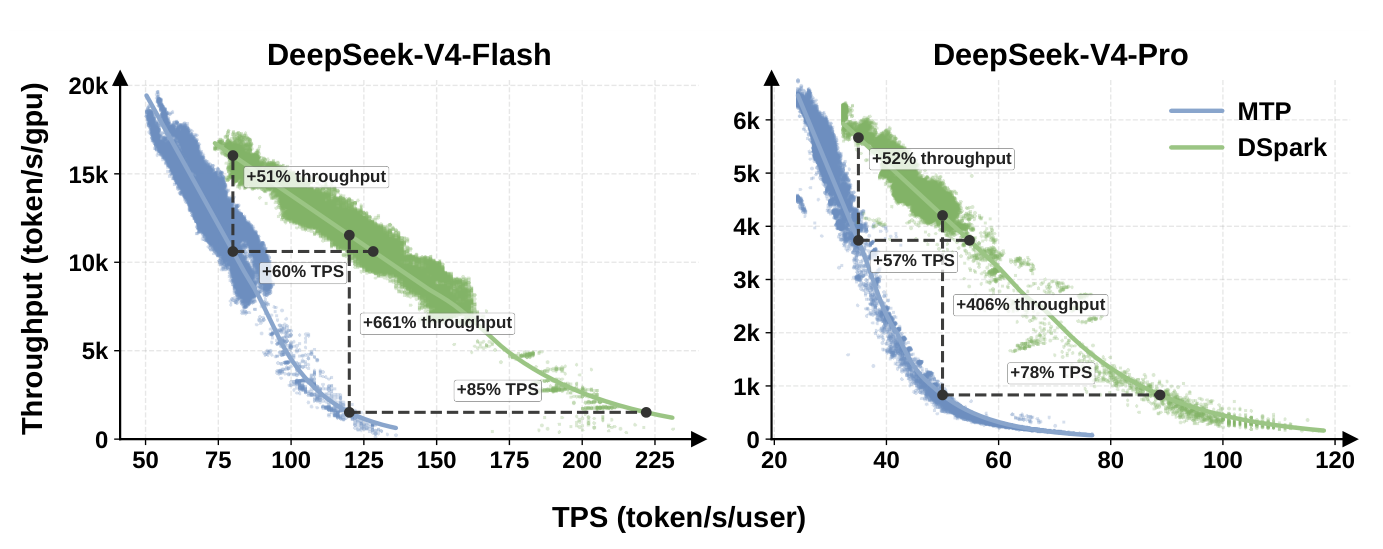 DeepSeek-V4-Flash
Throughput (token/s/gpu)
20k
15k
10k
5k
0
+51% throughput
+60% TPS
+661% throughput
+85% TPS
50 75 100 125 150 175 200 225
DeepSeek-V4-Pro
MTP
DSpark
6k
5k
4k
3k
2k
1k
0
+52% throughput
+57% TPS
+406% throughput
+78% TPS
20 40 60 80 100 120
TPS (token/s/user)